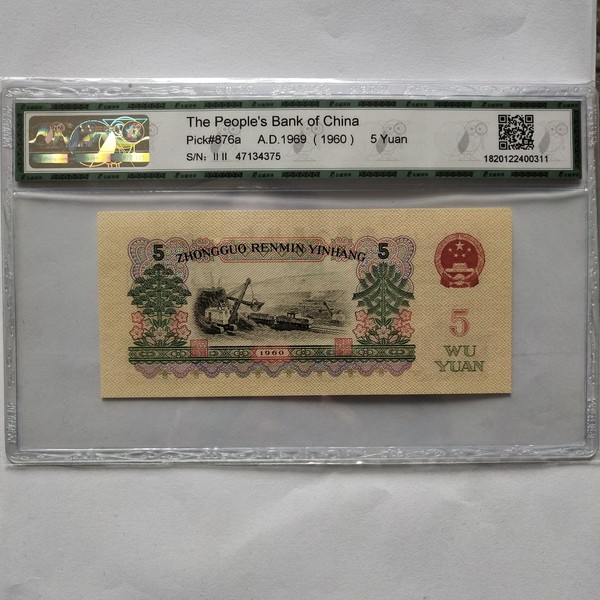 The People's Bank of China
Pick#876a A.D.1969 ( 1960 ) 5 Yuan
S/N: II II 47134375
1820122400311
5 ZHONGGUO RENMIN YINHANG 5
5
WU
YUAN
1960